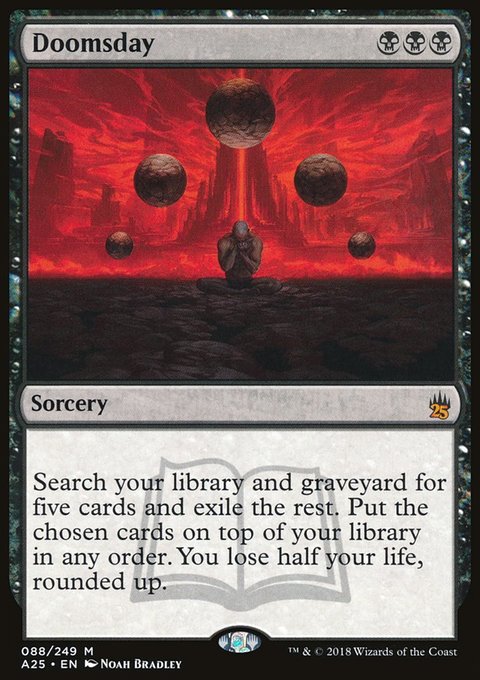 Doomsday
Sorcery
25
Search your library and graveyard for
five cards and exile the rest. Put the
chosen cards on top of your library
in any order. You lose half your life,
rounded up.
088/249 M
A25 • EN Noah Bradley
™ & © 2018 Wizards of the Coast